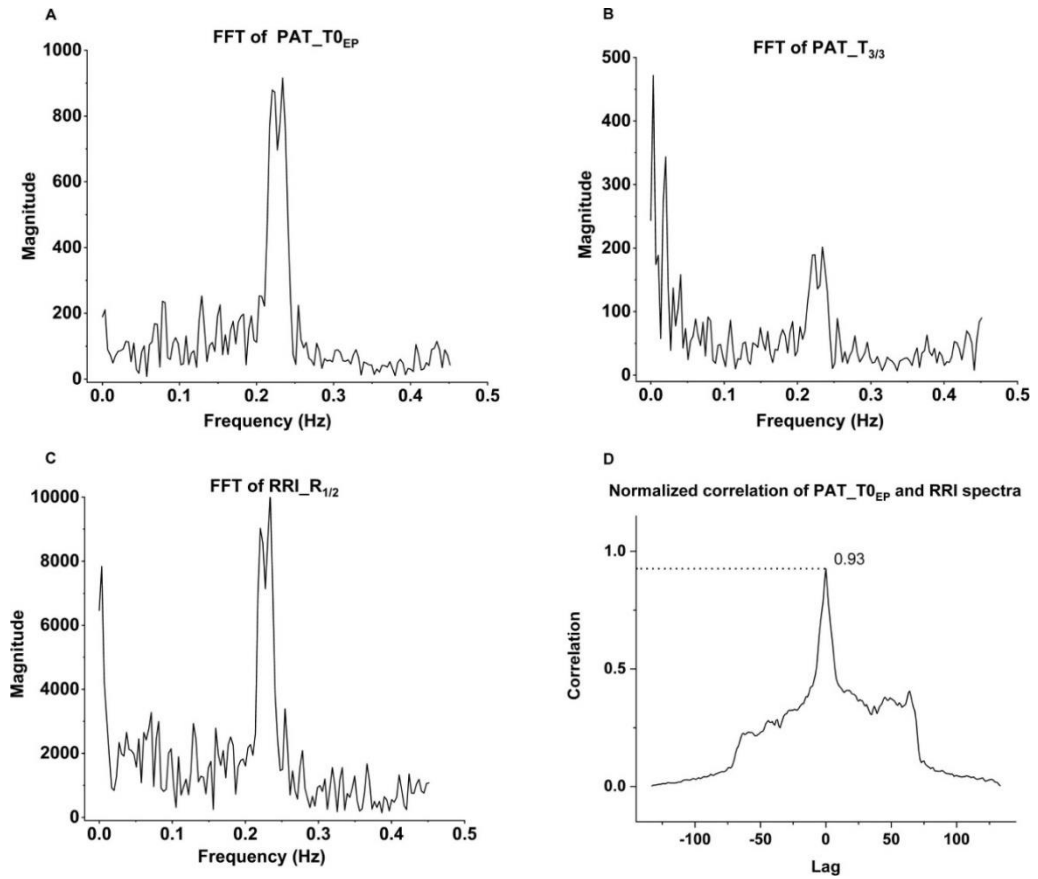 A
FFT of PAT_T0EP
1000
800
600
400
200
0
Magnitude
0.0 0.1 0.2 0.3 0.4 0.5
Frequency (Hz)
B
FFT of PAT_T3/3
500
400
300
200
100
0
Magnitude
0.0 0.1 0.2 0.3 0.4 0.5
Frequency (Hz)
C
FFT of RRI_R1/2
10000
8000
6000
4000
2000
0
Magnitude
0.0 0.1 0.2 0.3 0.4 0.5
Frequency (Hz)
D
Normalized correlation of PAT_T0EP and RRI spectra
1.0
0.93
0.5
0.0
Correlation
-100 -50 0 50 100
Lag